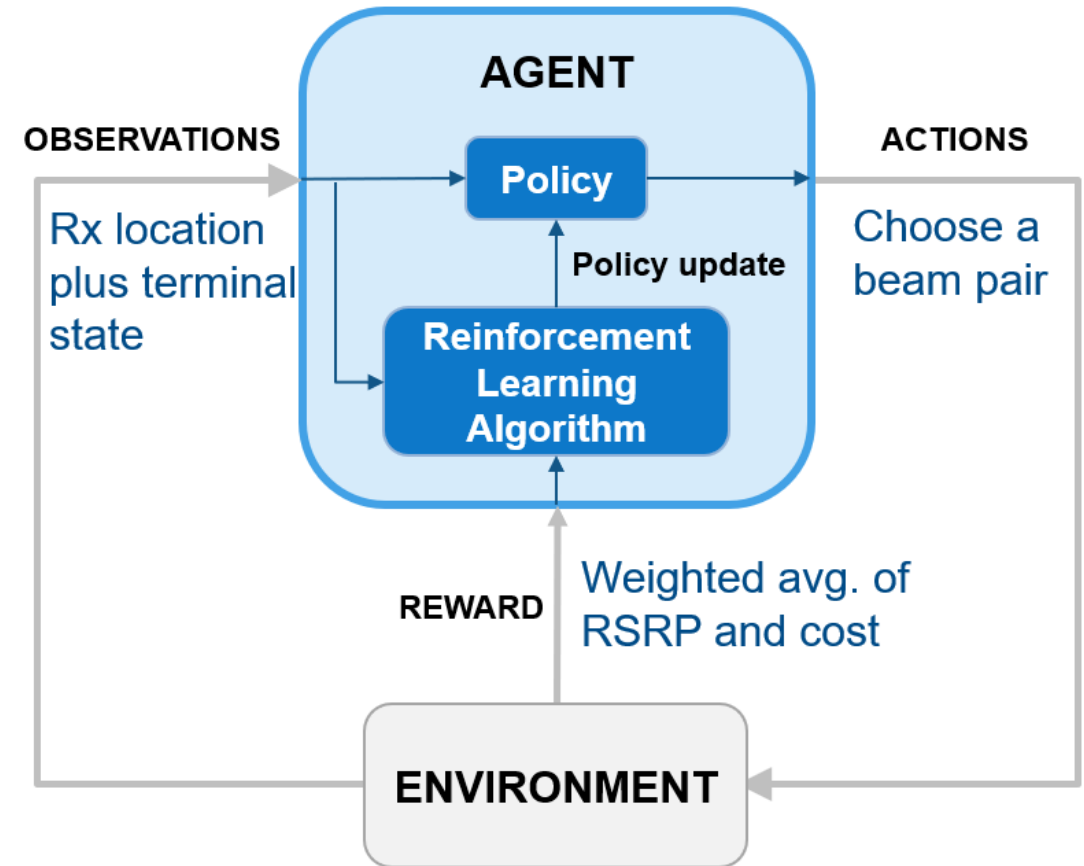 AGENT
OBSERVATIONS
ACTIONS
Policy
Rx location
plus terminal
state
Choose a
beam pair
Policy update
Reinforcement
Learning
Algorithm
Weighted avg. of
RSRP and cost
REWARD
ENVIRONMENT